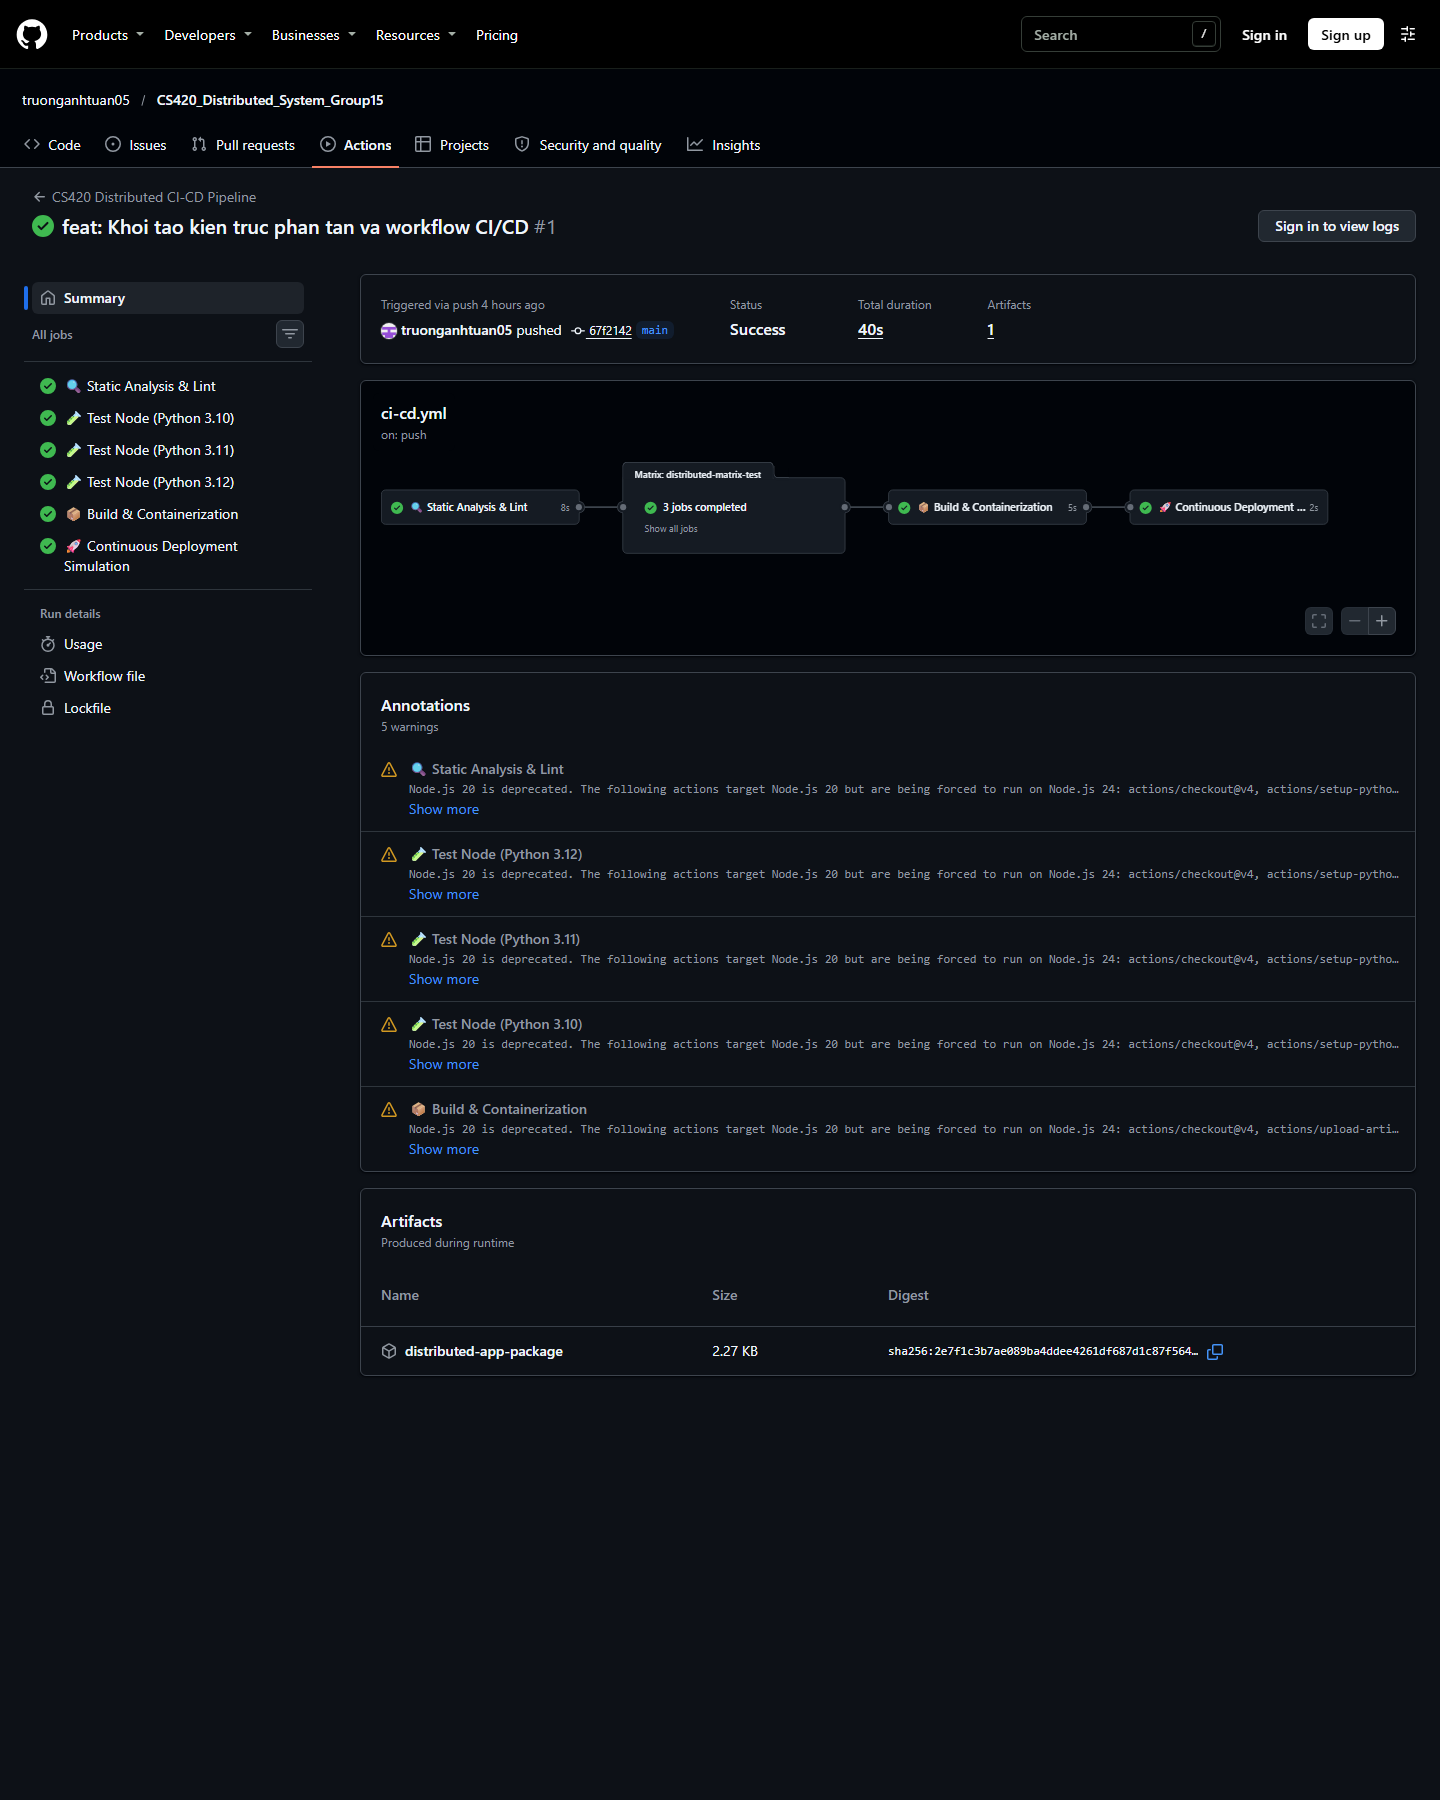 Products Developers Businesses Resources Pricing Search / Sign in Sign up
truonganhtuan05 / CS420_Distributed_System_Group15
Code Issues Pull requests Actions Projects Security and quality Insights
← CS420 Distributed CI-CD Pipeline
feat: Khoi tao kien truc phan tan va workflow CI/CD #1
Sign in to view logs
Summary
All jobs
Static Analysis & Lint
Test Node (Python 3.10)
Test Node (Python 3.11)
Test Node (Python 3.12)
Build & Containerization
Continuous Deployment
Simulation
Run details
Usage
Workflow file
Lockfile
Triggered via push 4 hours ago Status Total duration Artifacts
truonganhtuan05 pushed 67f2142 main Success 40s 1
ci-cd.yml
on: push
Matrix: distributed-matrix-test
Static Analysis & Lint 8s 3 jobs completed Build & Containerization 5s Continuous Deployment ... 2s
Show all jobs
Annotations
5 warnings
Static Analysis & Lint
Node.js 20 is deprecated. The following actions target Node.js 20 but are being forced to run on Node.js 24: actions/checkout@v4, actions/setup-pytho…
Show more
Test Node (Python 3.12)
Node.js 20 is deprecated. The following actions target Node.js 20 but are being forced to run on Node.js 24: actions/checkout@v4, actions/setup-pytho…
Show more
Test Node (Python 3.11)
Node.js 20 is deprecated. The following actions target Node.js 20 but are being forced to run on Node.js 24: actions/checkout@v4, actions/setup-pytho…
Show more
Test Node (Python 3.10)
Node.js 20 is deprecated. The following actions target Node.js 20 but are being forced to run on Node.js 24: actions/checkout@v4, actions/setup-pytho…
Show more
Build & Containerization
Node.js 20 is deprecated. The following actions target Node.js 20 but are being forced to run on Node.js 24: actions/checkout@v4, actions/upload-arti…
Show more
Artifacts
Produced during runtime
Name Size Digest
distributed-app-package 2.27 KB sha256:2e7f1c3b7ae089ba4ddee4261df687d1c87f564…